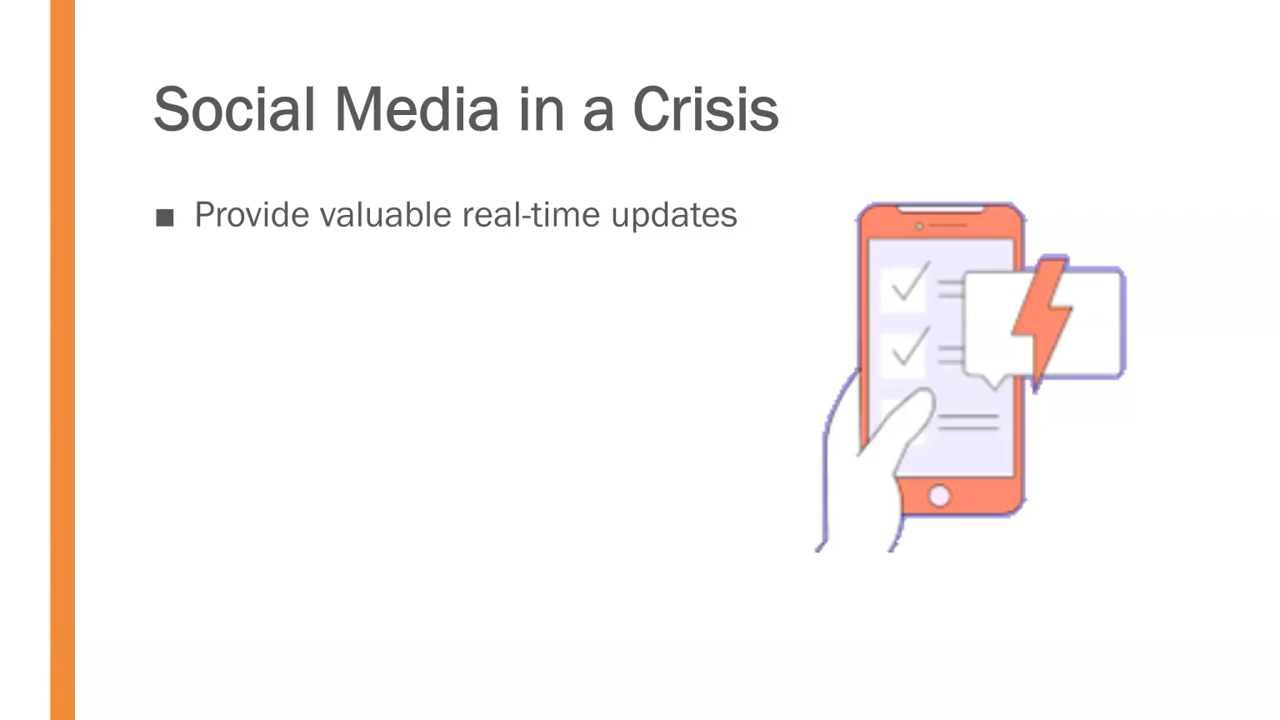 Social Media in a Crisis
■ Provide valuable real-time updates